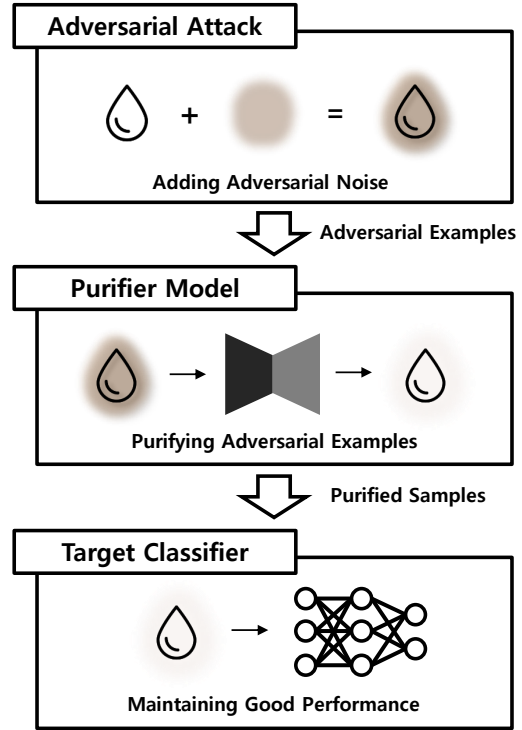 Adversarial Attack
+
=
Adding Adversarial Noise
Adversarial Examples
Purifier Model
Purifying Adversarial Examples
Purified Samples
Target Classifier
Maintaining Good Performance